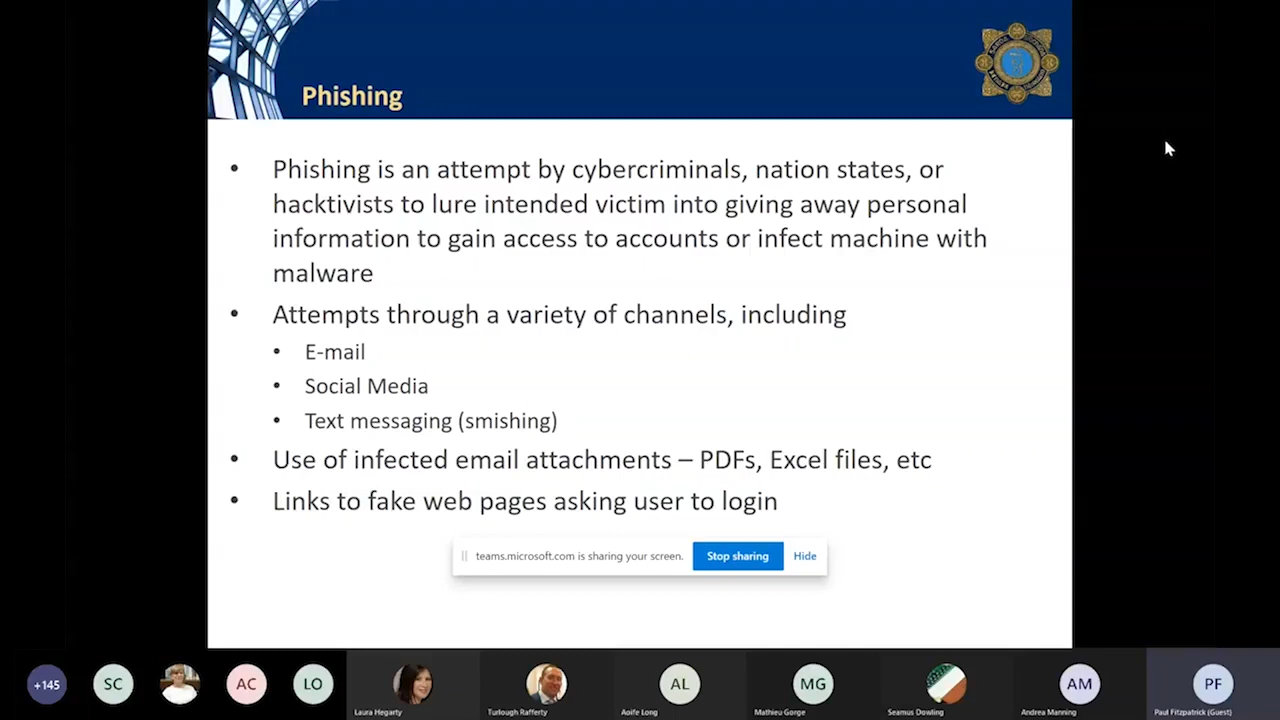 Phishing
• Phishing is an attempt by cybercriminals, nation states, or
hacktivists to lure intended victim into giving away personal
information to gain access to accounts or infect machine with
malware
• Attempts through a variety of channels, including
• E-mail
• Social Media
• Text messaging (smishing)
• Use of infected email attachments – PDFs, Excel files, etc
• Links to fake web pages asking user to login
teams.microsoft.com is sharing your screen. Stop sharing Hide
+145 SC AC LO AL MG AM PF
Laura Hegarty Turlough Rafferty Aoife Long Mathieu Gorge Seamus Dowling Andrea Manning Paul Fitzpatrick (Guest)